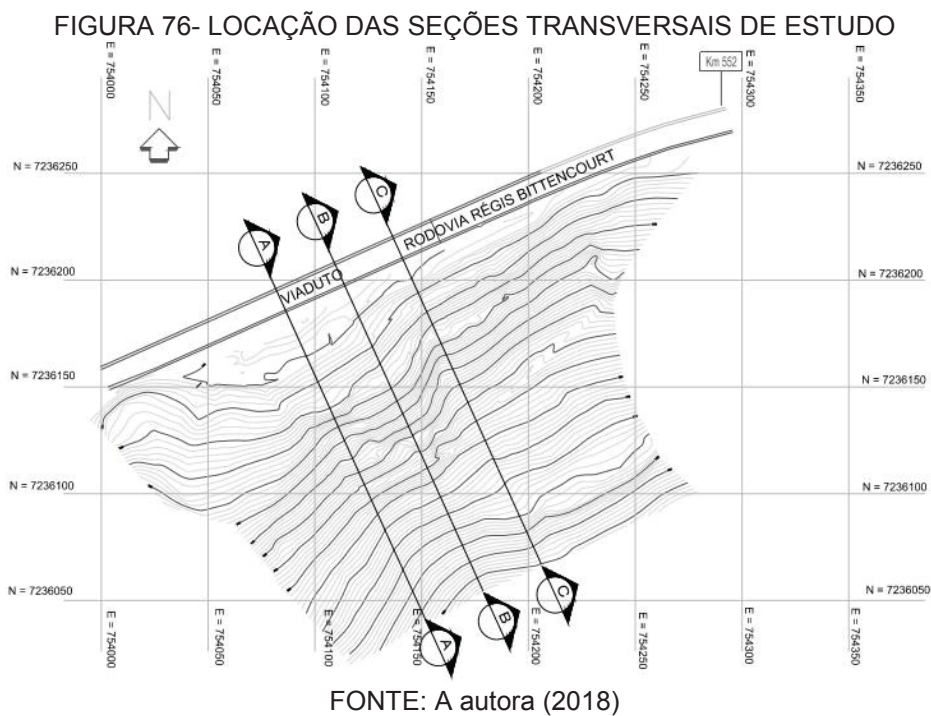 FIGURA 76- LOCAÇÃO DAS SEÇÕES TRANSVERSAIS DE ESTUDO
E = 754000
E = 754050
E = 754100
E = 754150
E = 754200
E = 754250
E = 754300
E = 754350
Km 552
N
N = 7236250
N = 7236250
C
B
A
RODOVIA RÉGIS BITTENCOURT
VIADUTO
N = 7236200
N = 7236200
N = 7236150
N = 7236150
N = 7236100
N = 7236100
N = 7236050
N = 7236050
C
B
A
E = 754000
E = 754050
E = 754100
E = 754150
E = 754200
E = 754250
E = 754300
E = 754350
FONTE: A autora (2018)